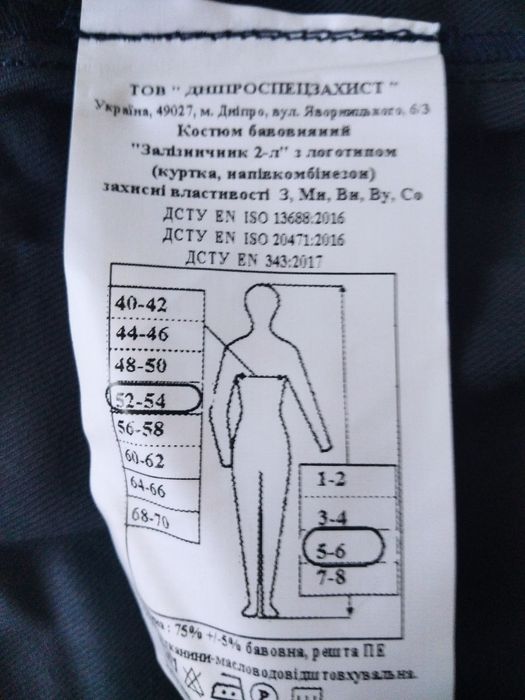 ТОВ " ДНІПРОСПЕЦЗАХИСТ "
Україна, 49027, м. Дніпро, вул. Яворницького, 6/3
Костюм бавовняний
"Залізничник 2-л" з логотипом
(куртка, напівкомбінезон)
захисні властивості З, Ми, Ви, Ву, Со
ДСТУ EN ISO 13688:2016
ДСТУ EN ISO 20471:2016
ДСТУ EN 343:2017
40-42
44-46
48-50
52-54
56-58
60-62
64-66
68-70
1-2
3-4
5-6
7-8
: 75% +/-5% бавовна, решта ПЕ
тканини-масловодовідштовхувальна.
P